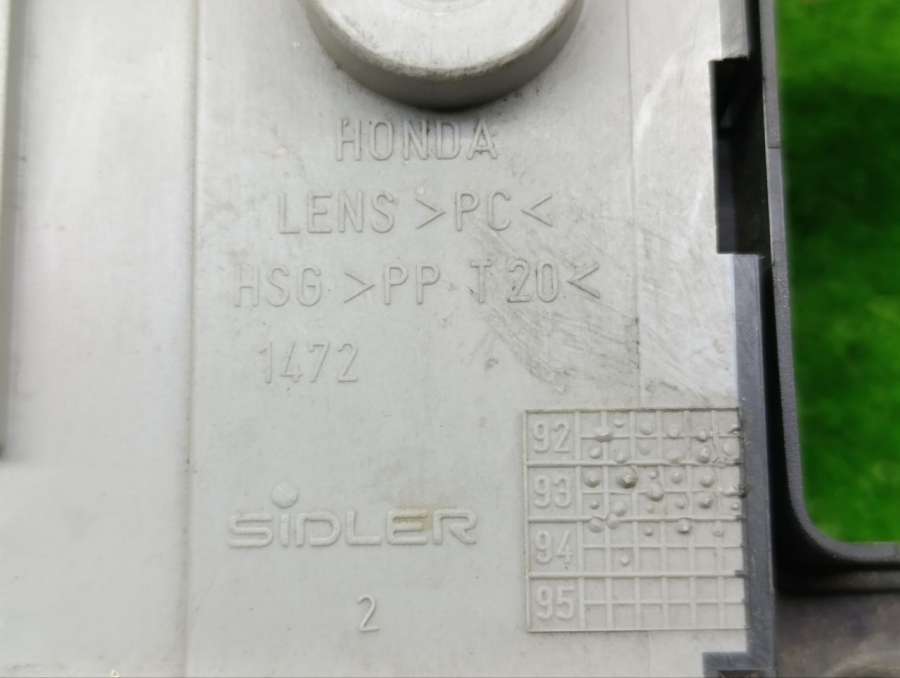 HONDA
LENS >PC<
HSG >PP T20<
1472
92
93
94
95
SiDLER
2